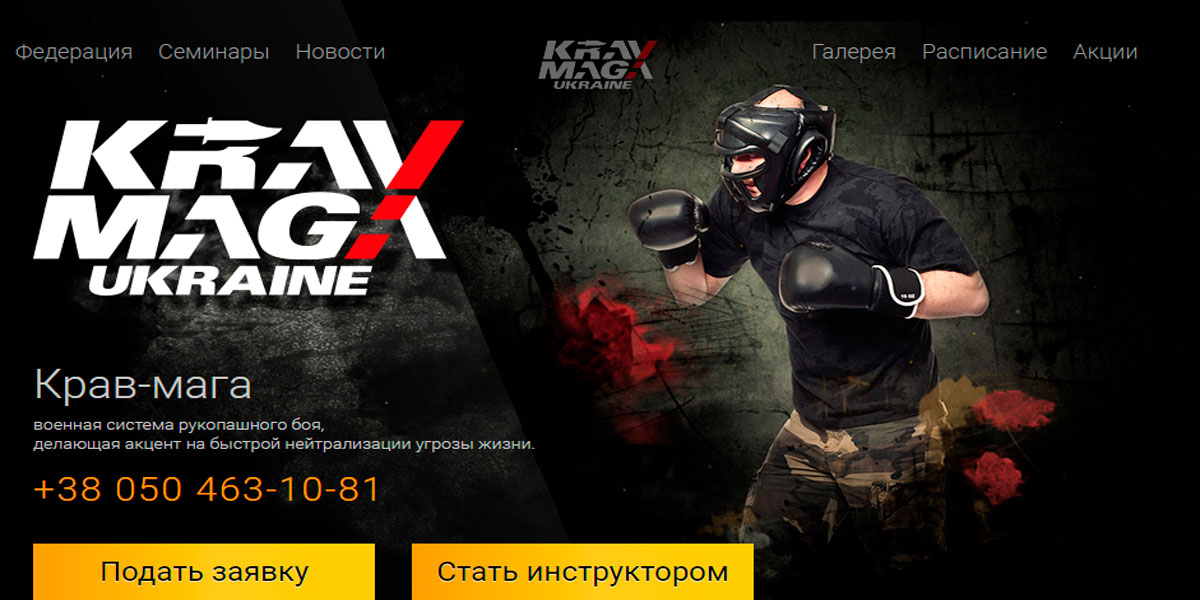 Федерация Семинары Новости
KRAV
MAGA
UKRAINE
Галерея Расписание Акции
KRAV
MAGA
UKRAINE
Крав-мага
военная система рукопашного боя,
делающая акцент на быстрой нейтрализации угрозы жизни.
+38 050 463-10-81
Подать заявку
Стать инструктором